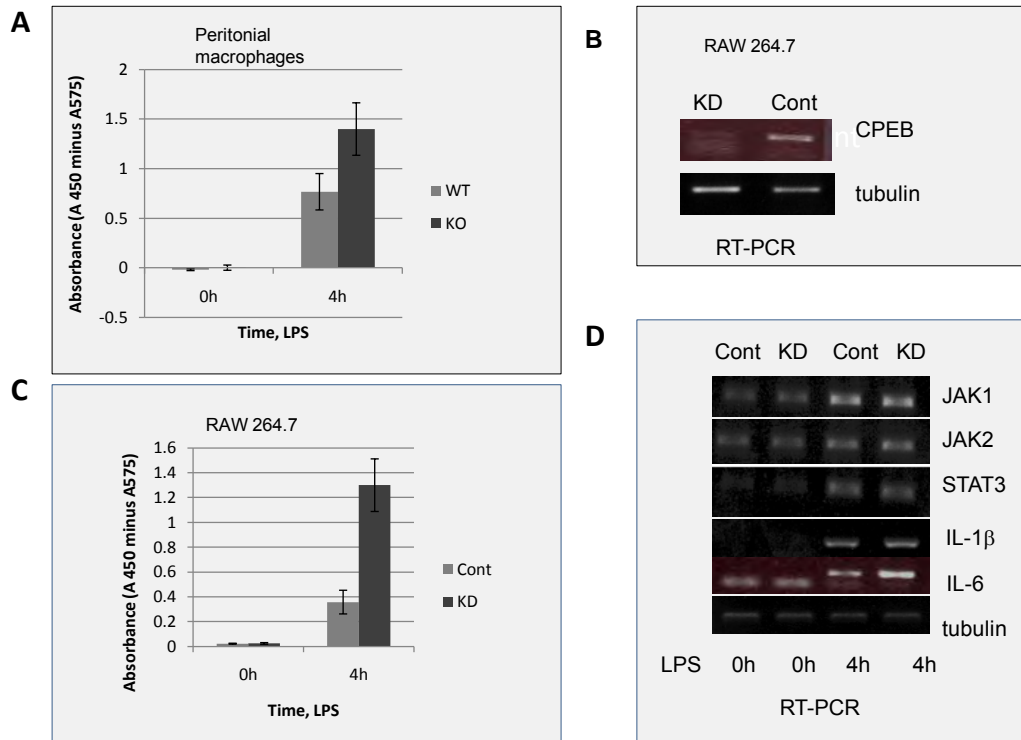 A
Peritonial
macrophages
Absorbance (A 450 minus A575)
2
1.5
1
0.5
0
-0.5
0h
4h
Time, LPS
WT
KO
B
RAW 264.7
KD Cont
CPEB
nt
tubulin
RT-PCR
C
RAW 264.7
Absorbance (A 450 minus A575)
1.6
1.4
1.2
1
0.8
0.6
0.4
0.2
0
0h
4h
Time, LPS
Cont
KD
D
Cont KD Cont KD
JAK1
JAK2
STAT3
IL-1β
IL-6
tubulin
LPS 0h 0h 4h 4h
RT-PCR